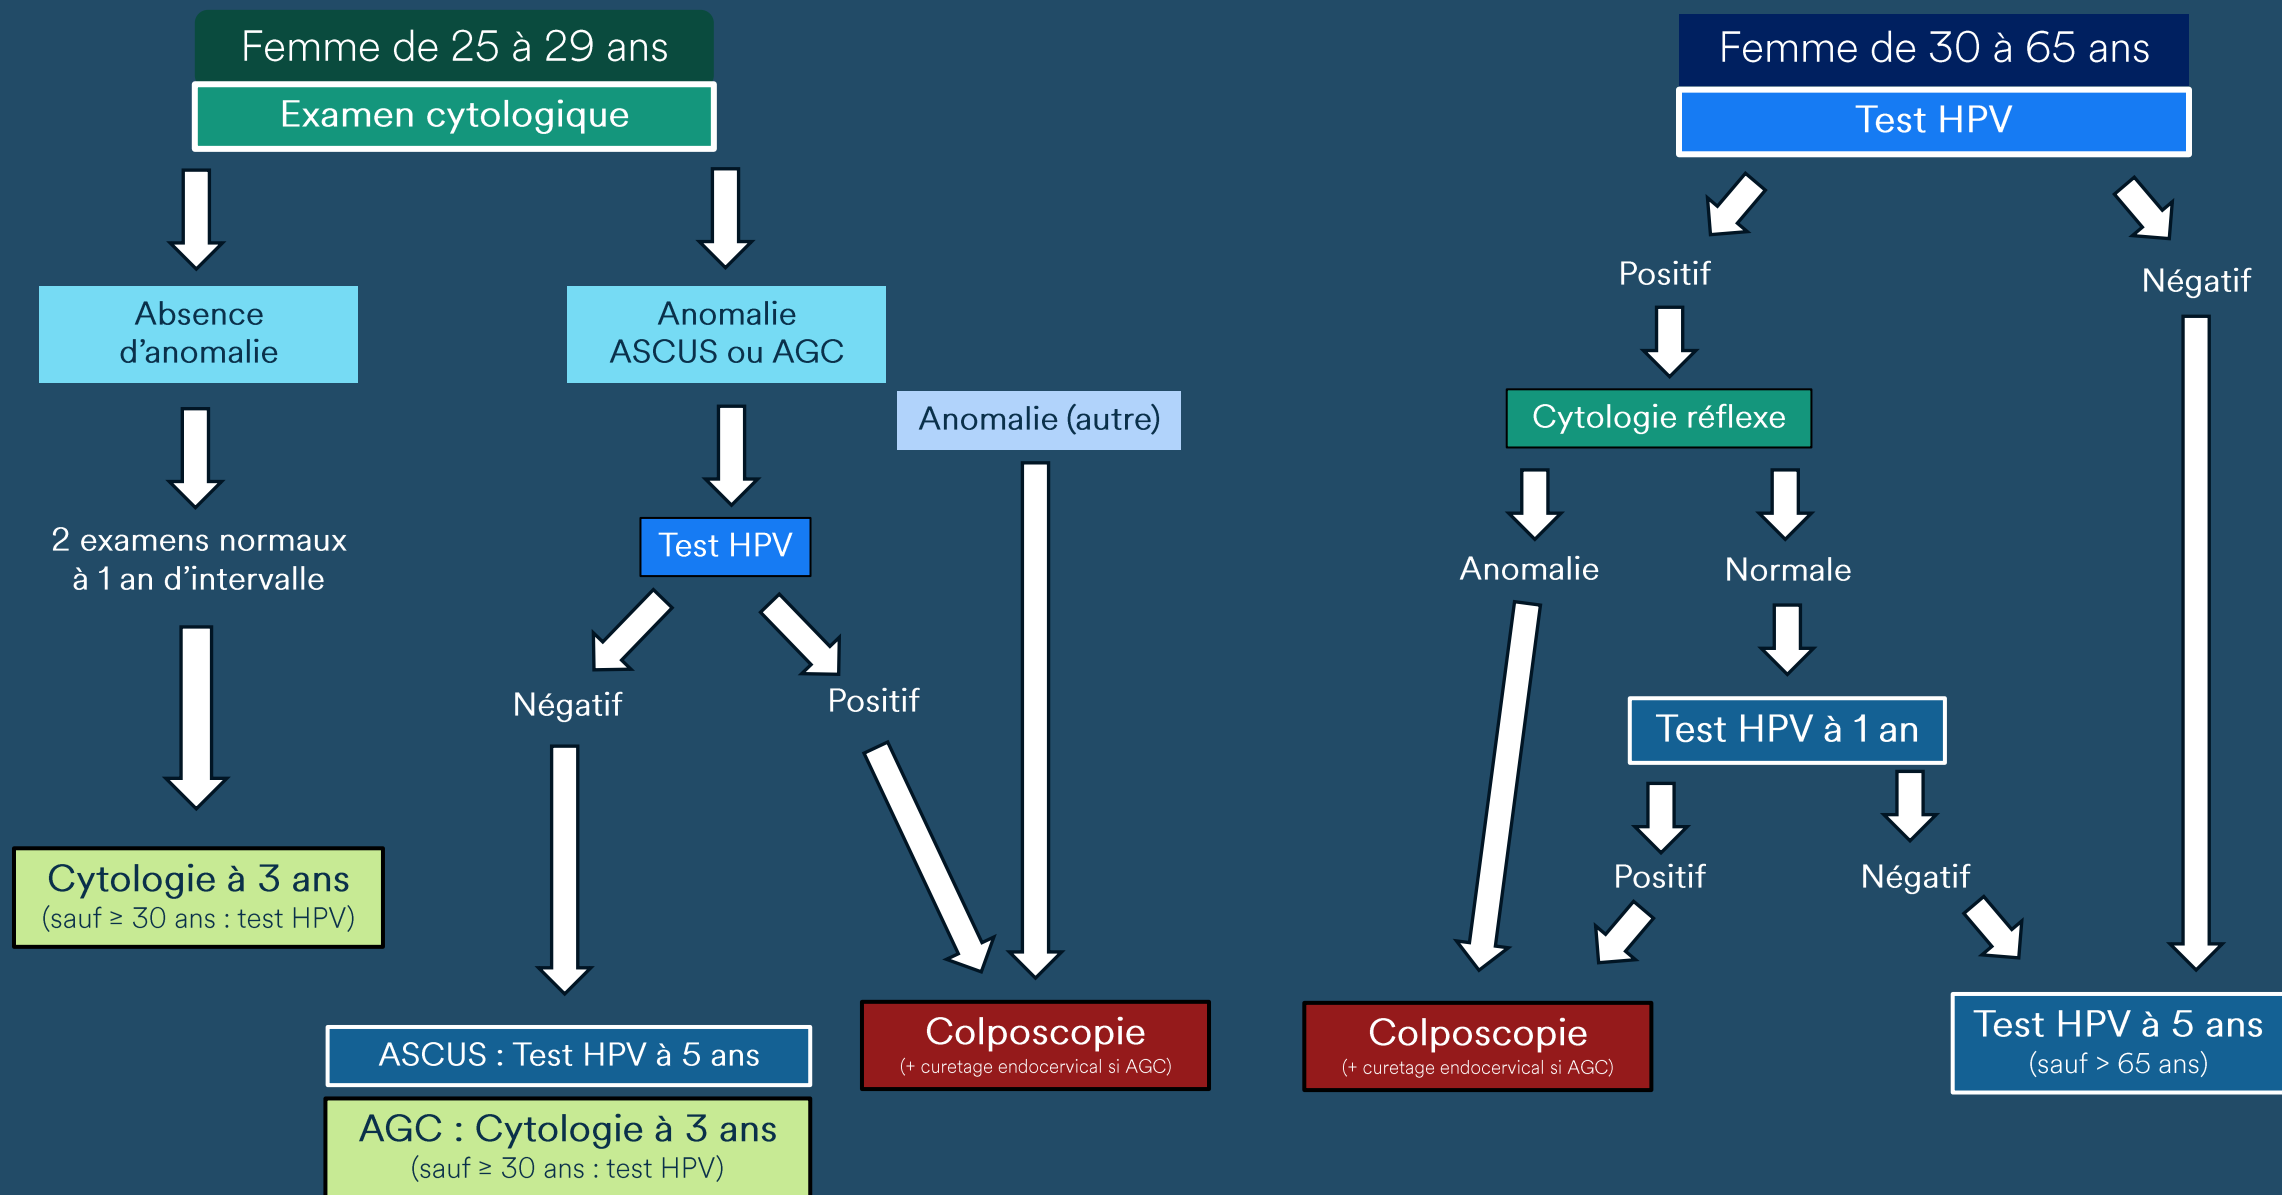 Femme de 25 à 29 ans
Examen cytologique
Absence
d'anomalie
2 examens normaux
à 1 an d'intervalle
Cytologie à 3 ans
(sauf ≥ 30 ans : test HPV)
Anomalie
ASCUS ou AGC
Test HPV
Négatif
Positif
ASCUS : Test HPV à 5 ans
AGC : Cytologie à 3 ans
(sauf ≥ 30 ans : test HPV)
Anomalie (autre)
Colposcopie
(+ curetage endocervical si AGC)
Femme de 30 à 65 ans
Test HPV
Positif
Négatif
Cytologie réflexe
Anomalie
Normale
Test HPV à 1 an
Positif
Négatif
Colposcopie
(+ curetage endocervical si AGC)
Test HPV à 5 ans
(sauf > 65 ans)